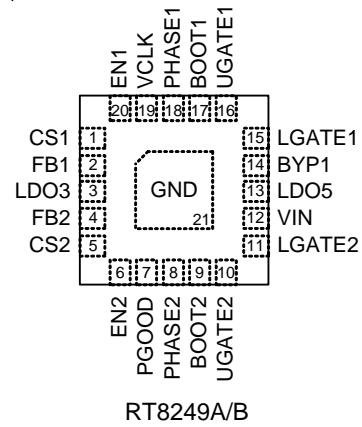 EN1
VCLK
PHASE1
BOOT1
UGATE1
20 19 18 17 16
CS1 1 15 LGATE1
FB1 2 14 BYP1
LDO3 3 GND 13 LDO5
FB2 4 21 12 VIN
CS2 5 11 LGATE2
6 7 8 9 10
EN2
PGOOD
PHASE2
BOOT2
UGATE2
RT8249A/B